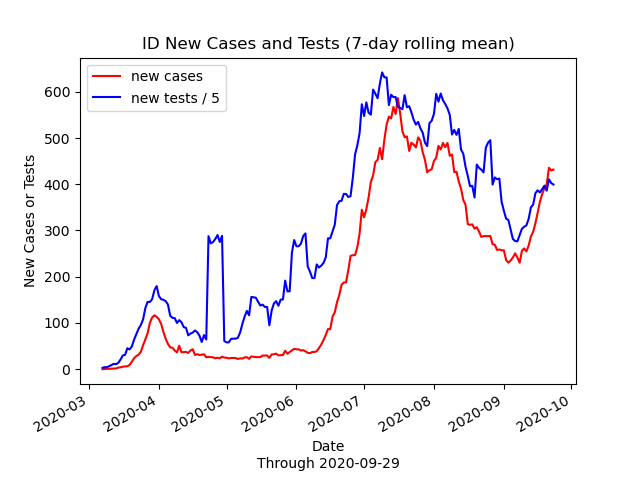 ID New Cases and Tests (7-day rolling mean)
new cases
new tests / 5
New Cases or Tests
600
500
400
300
200
100
0
2020-03
2020-04
2020-05
2020-06
2020-07
2020-08
2020-09
2020-10
Date
Through 2020-09-29